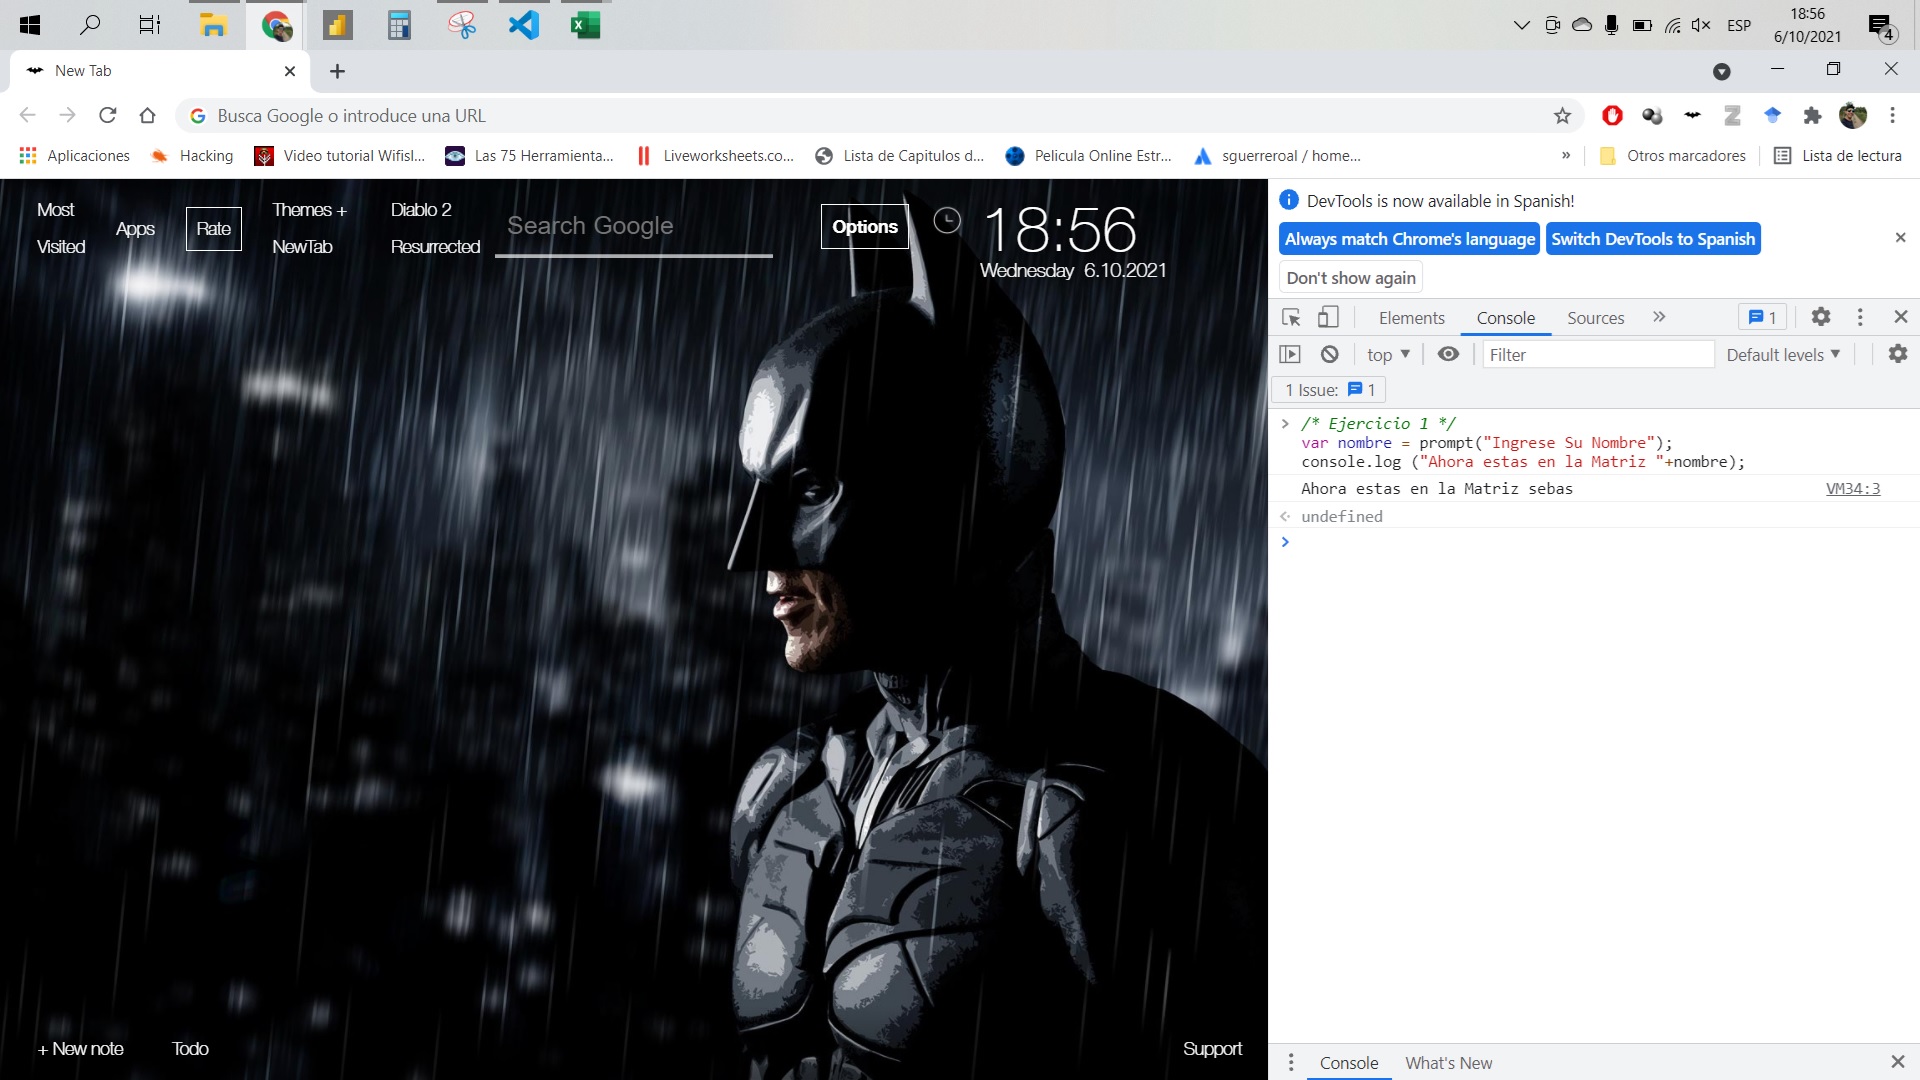 ESP
18:56
6/10/2021
4
New Tab
Busca Google o introduce una URL
Aplicaciones
Hacking
Video tutorial Wifisl...
Las 75 Herramienta...
Liveworksheets.co...
Lista de Capitulos d...
Pelicula Online Estr...
sguerreroal / home...
»
Otros marcadores
Lista de lectura
Most
Visited
Apps
Rate
Themes +
NewTab
Diablo 2
Resurrected
Search Google
Options
18:56
Wednesday 6.10.2021
+ New note
Todo
Support
DevTools is now available in Spanish!
Always match Chrome's language
Switch DevTools to Spanish
Don't show again
Elements
Console
Sources
»
1
top
Filter
Default levels
1 Issue:
1
/* Ejercicio 1 */
var nombre = prompt("Ingrese Su Nombre");
console.log ("Ahora estas en la Matriz "+nombre);
Ahora estas en la Matriz sebas
VM34:3
undefined
Console
What's New